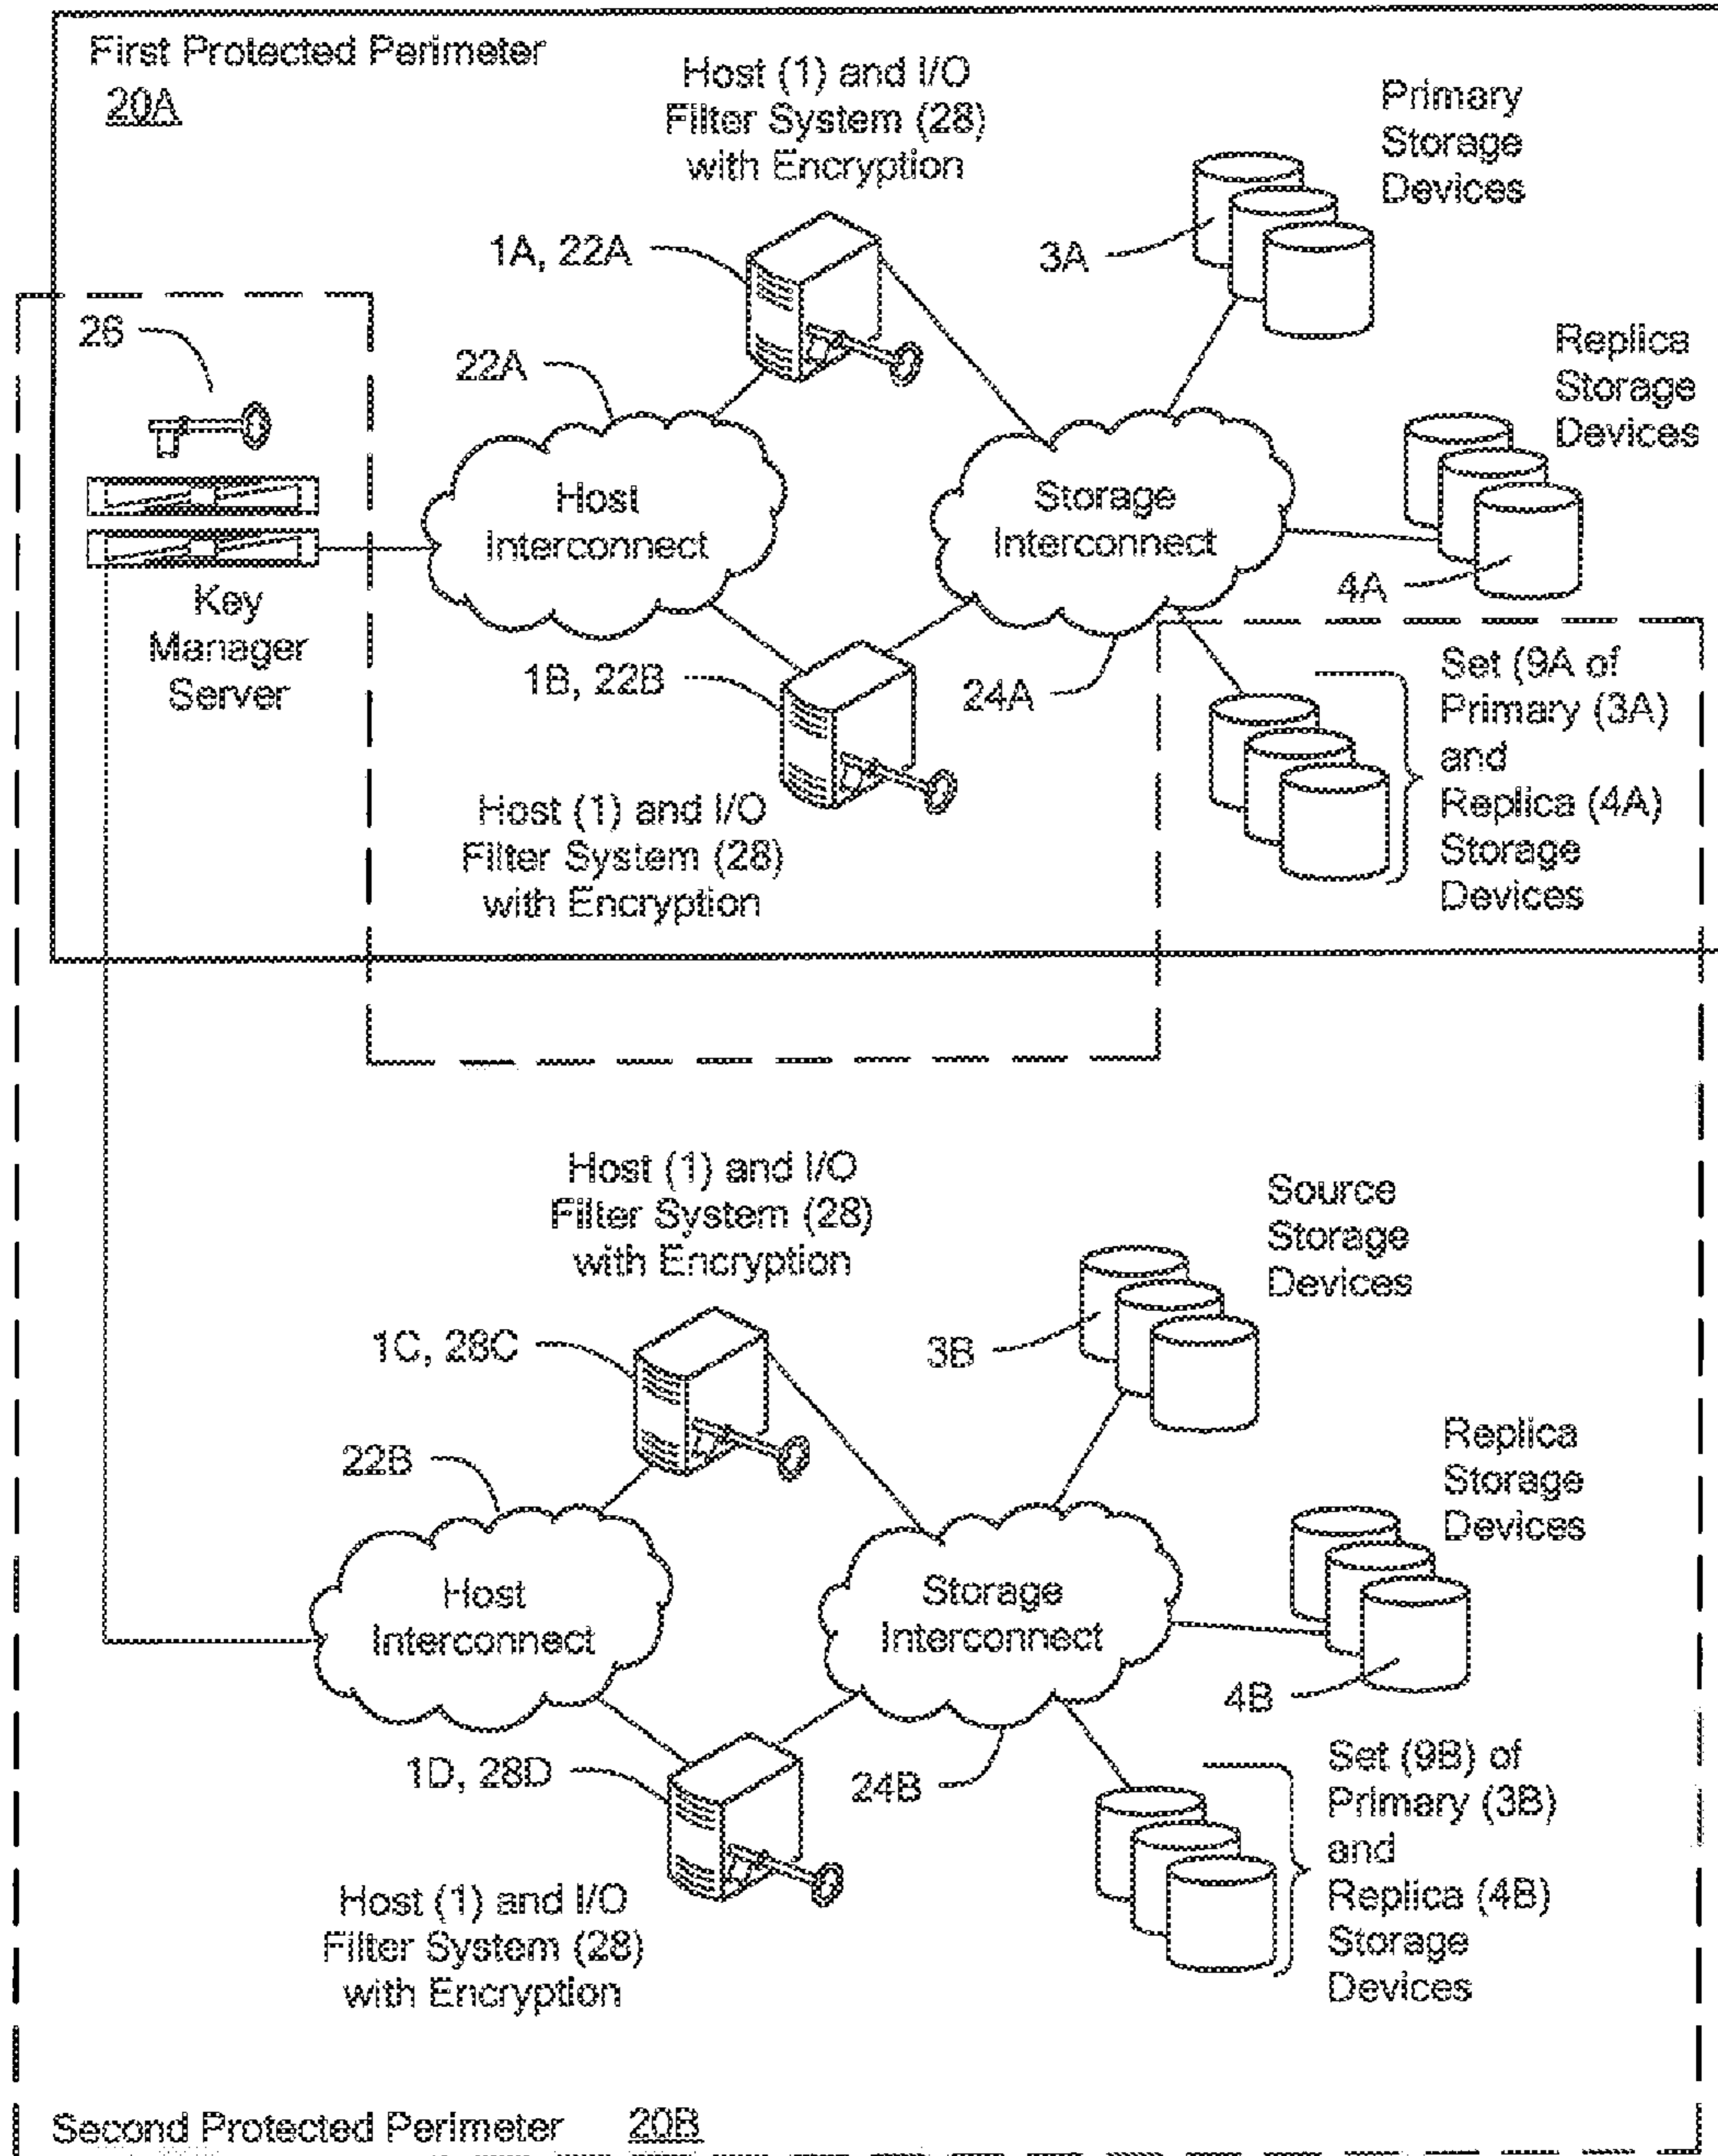 First Protected Perimeter
20A
Host (1) and I/O
Filter System (28)
with Encryption
Primary
Storage
Devices
1A, 22A
3A
26
22A
Replica
Storage
Devices
Host
Interconnect
Storage
Interconnect
4A
Key
Manager
Server
1B, 22B
24A
Set (9A of
Primary (3A)
and
Replica (4A)
Storage
Devices
Host (1) and I/O
Filter System (28)
with Encryption
Host (1) and I/O
Filter System (28)
with Encryption
Source
Storage
Devices
1C, 28C
3B
22B
Replica
Storage
Devices
Host
Interconnect
Storage
Interconnect
4B
1D, 28D
24B
Set (9B) of
Primary (3B)
and
Replica (4B)
Storage
Devices
Host (1) and I/O
Filter System (28)
with Encryption
Second Protected Perimeter 20B